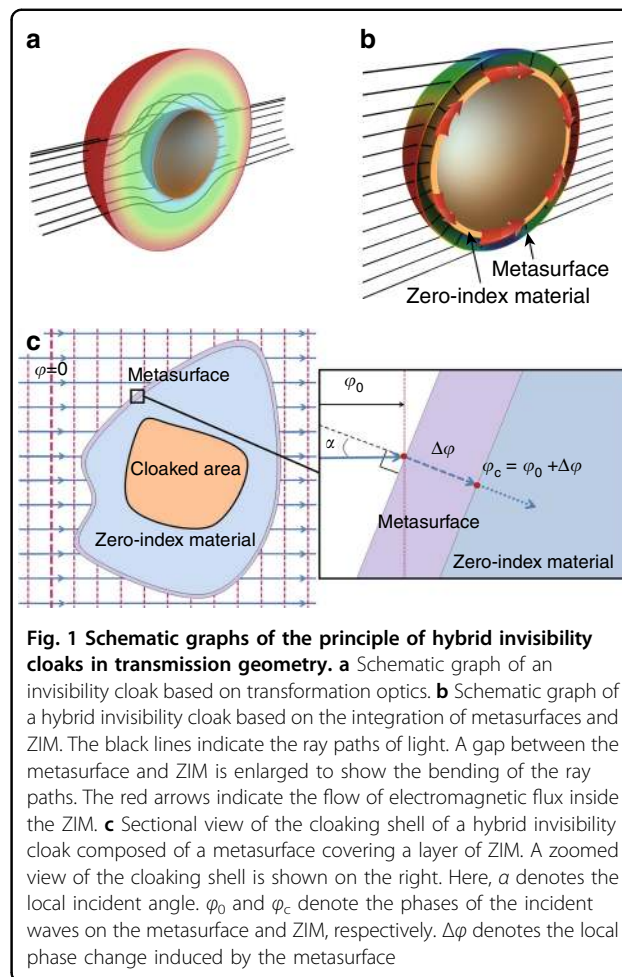 a
b
Metasurface
Zero-index material
c
φ=0
Metasurface
Cloaked area
Zero-index material
φ₀
α
Δφ
φ_c = φ₀ +Δφ
Metasurface
Zero-index material
Fig. 1 Schematic graphs of the principle of hybrid invisibility
cloaks in transmission geometry. a Schematic graph of an
invisibility cloak based on transformation optics. b Schematic graph of
a hybrid invisibility cloak based on the integration of metasurfaces and
ZIM. The black lines indicate the ray paths of light. A gap between the
metasurface and ZIM is enlarged to show the bending of the ray
paths. The red arrows indicate the flow of electromagnetic flux inside
the ZIM. c Sectional view of the cloaking shell of a hybrid invisibility
cloak composed of a metasurface covering a layer of ZIM. A zoomed
view of the cloaking shell is shown on the right. Here, α denotes the
local incident angle. φ₀ and φ_c denote the phases of the incident
waves on the metasurface and ZIM, respectively. Δφ denotes the local
phase change induced by the metasurface